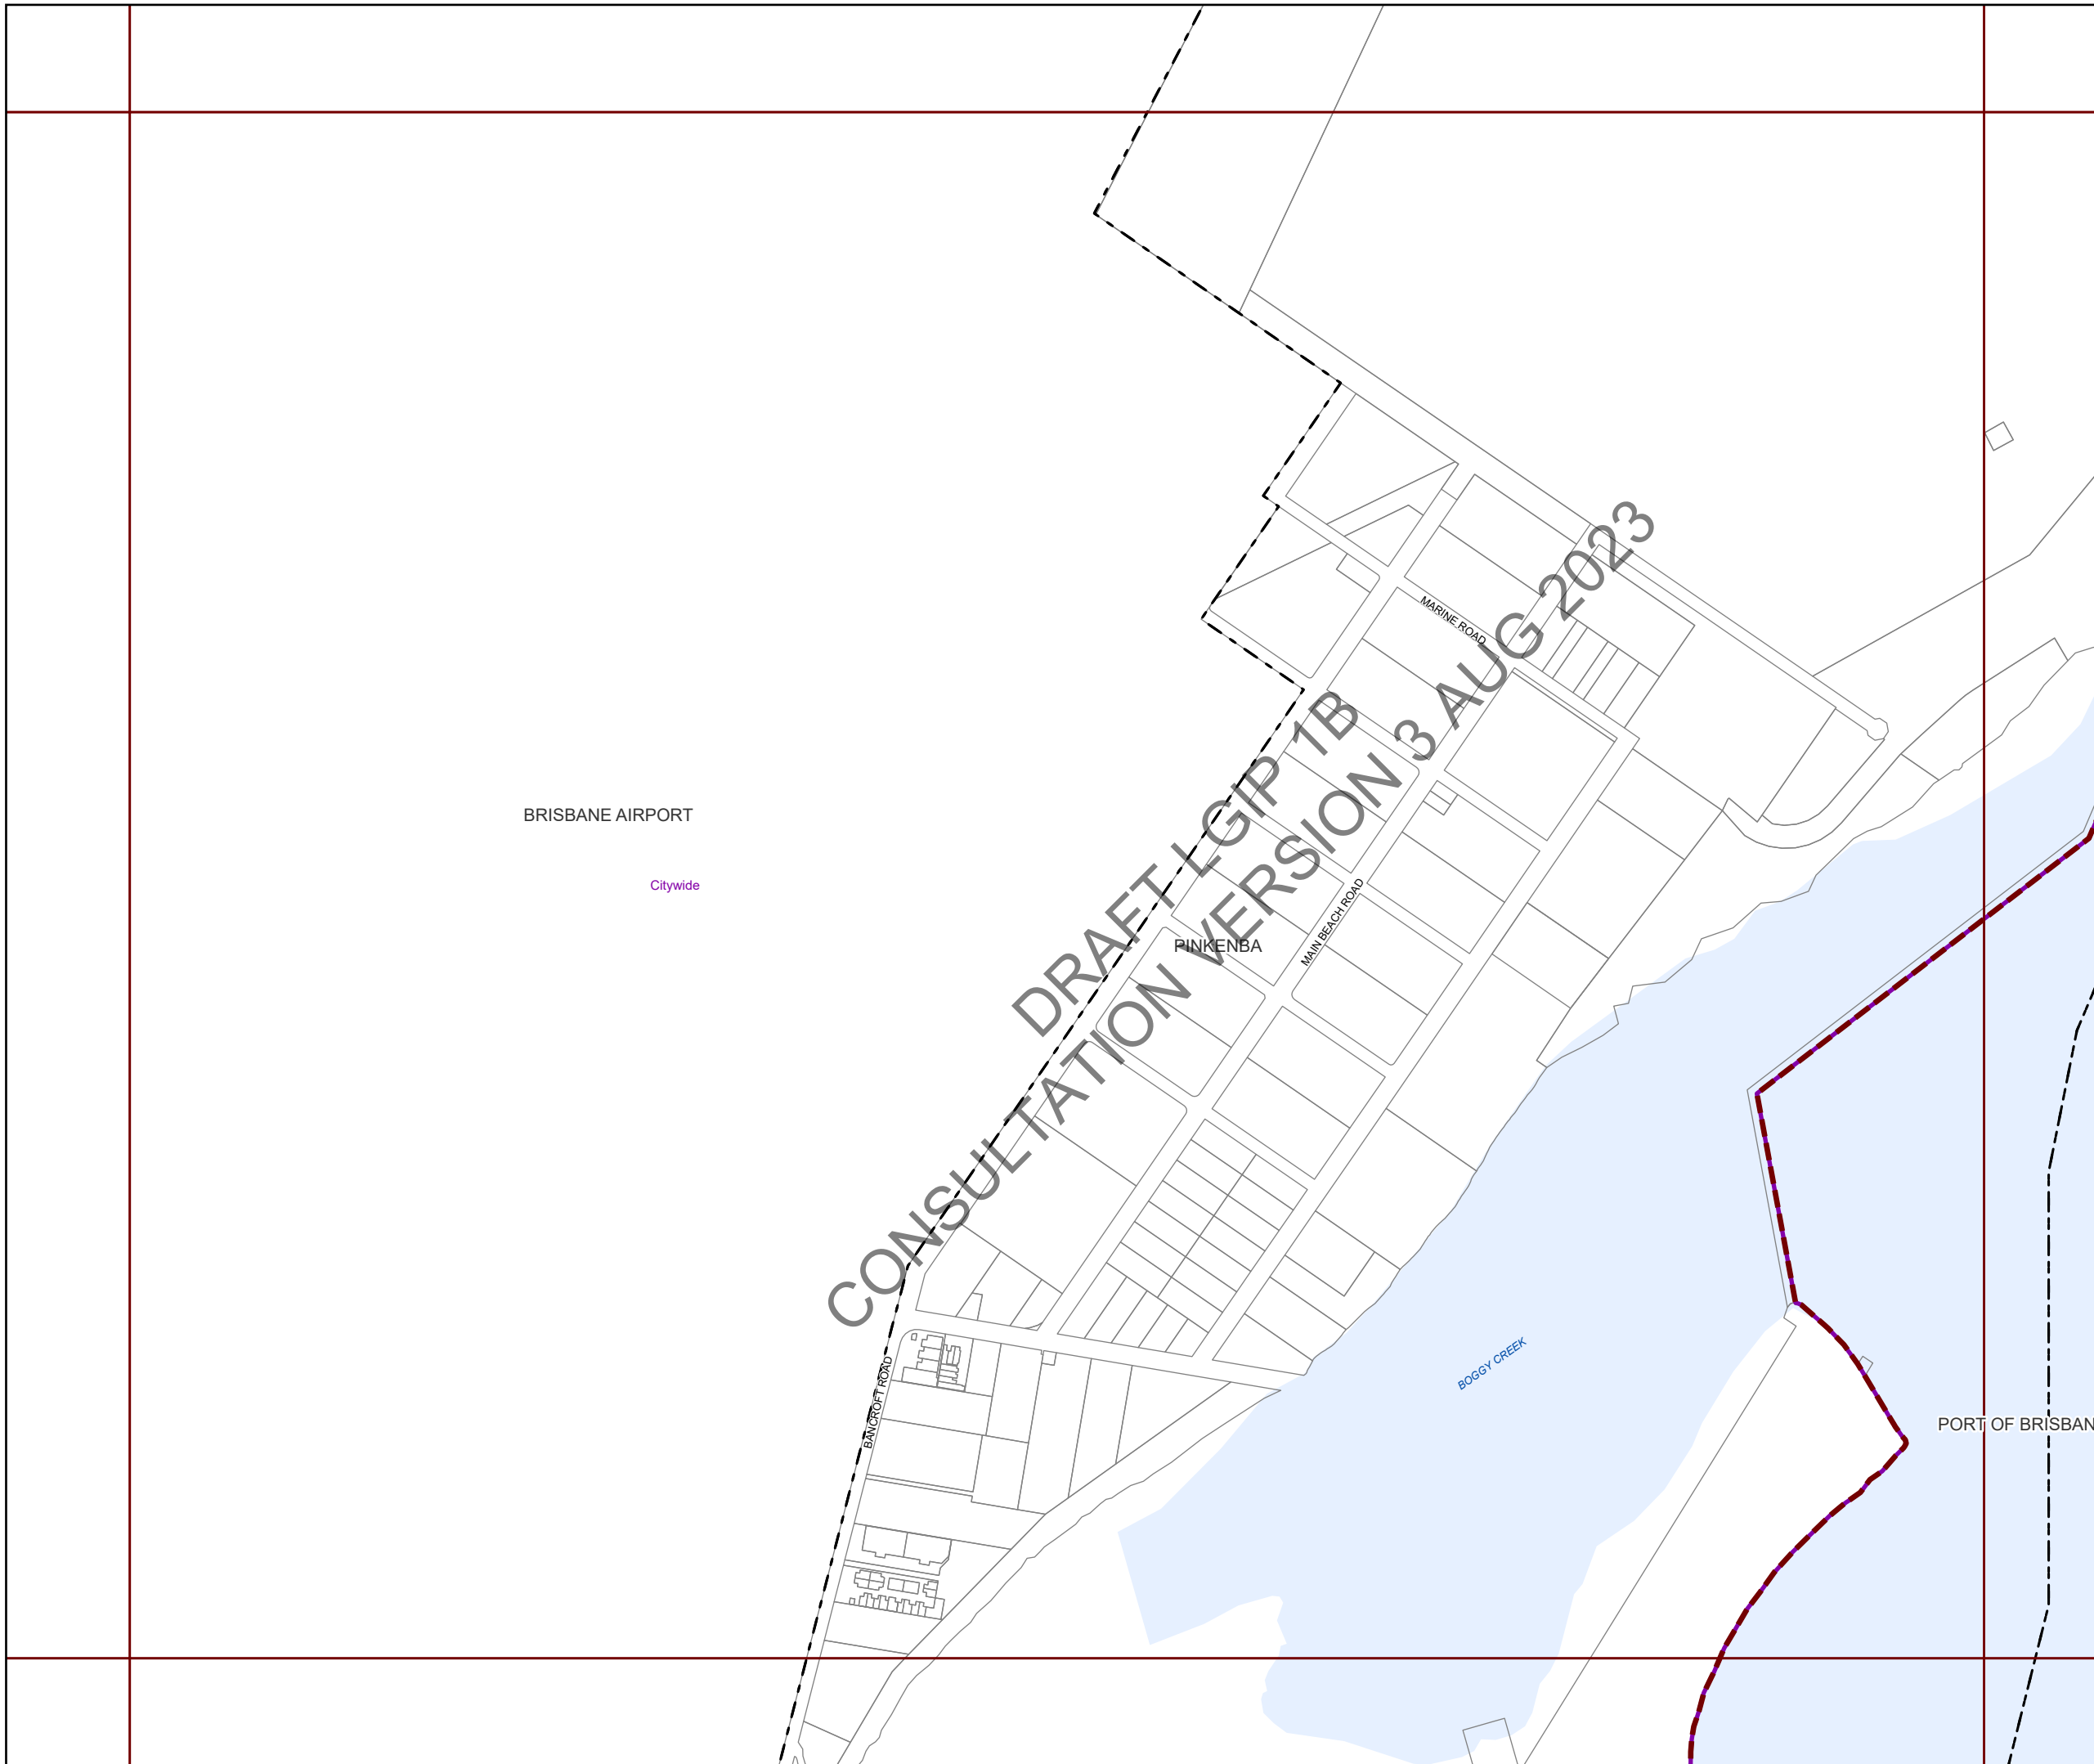 MARINE ROAD
DRAFT LGIP 1B
CONSULTATION VERSION 3 AUG 2023
BRISBANE AIRPORT
Citywide
MAIN BEACH ROAD
PINKENBA
BOGGY CREEK
BANCROFT ROAD
PORT OF BRISBAN